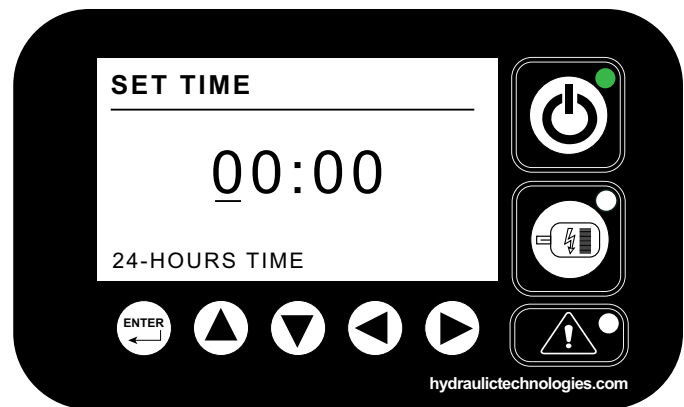 SET TIME
00:00
24-HOURS TIME
ENTER
hydraulictechnologies.com